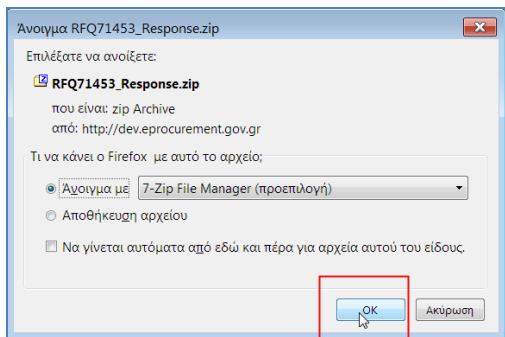 Άνοιγμα RFQ71453_Response.zip
Επιλέξατε να ανοίξετε:
RFQ71453_Response.zip
που είναι: zip Archive
από: http://dev.eprocurement.gov.gr
Τι να κάνει ο Firefox με αυτό το αρχείο;
Άνοιγμα με 7-Zip File Manager (προεπιλογή)
Αποθήκευση αρχείου
Να γίνεται αυτόματα από εδώ και πέρα για αρχεία αυτού του είδους.
OK Ακύρωση